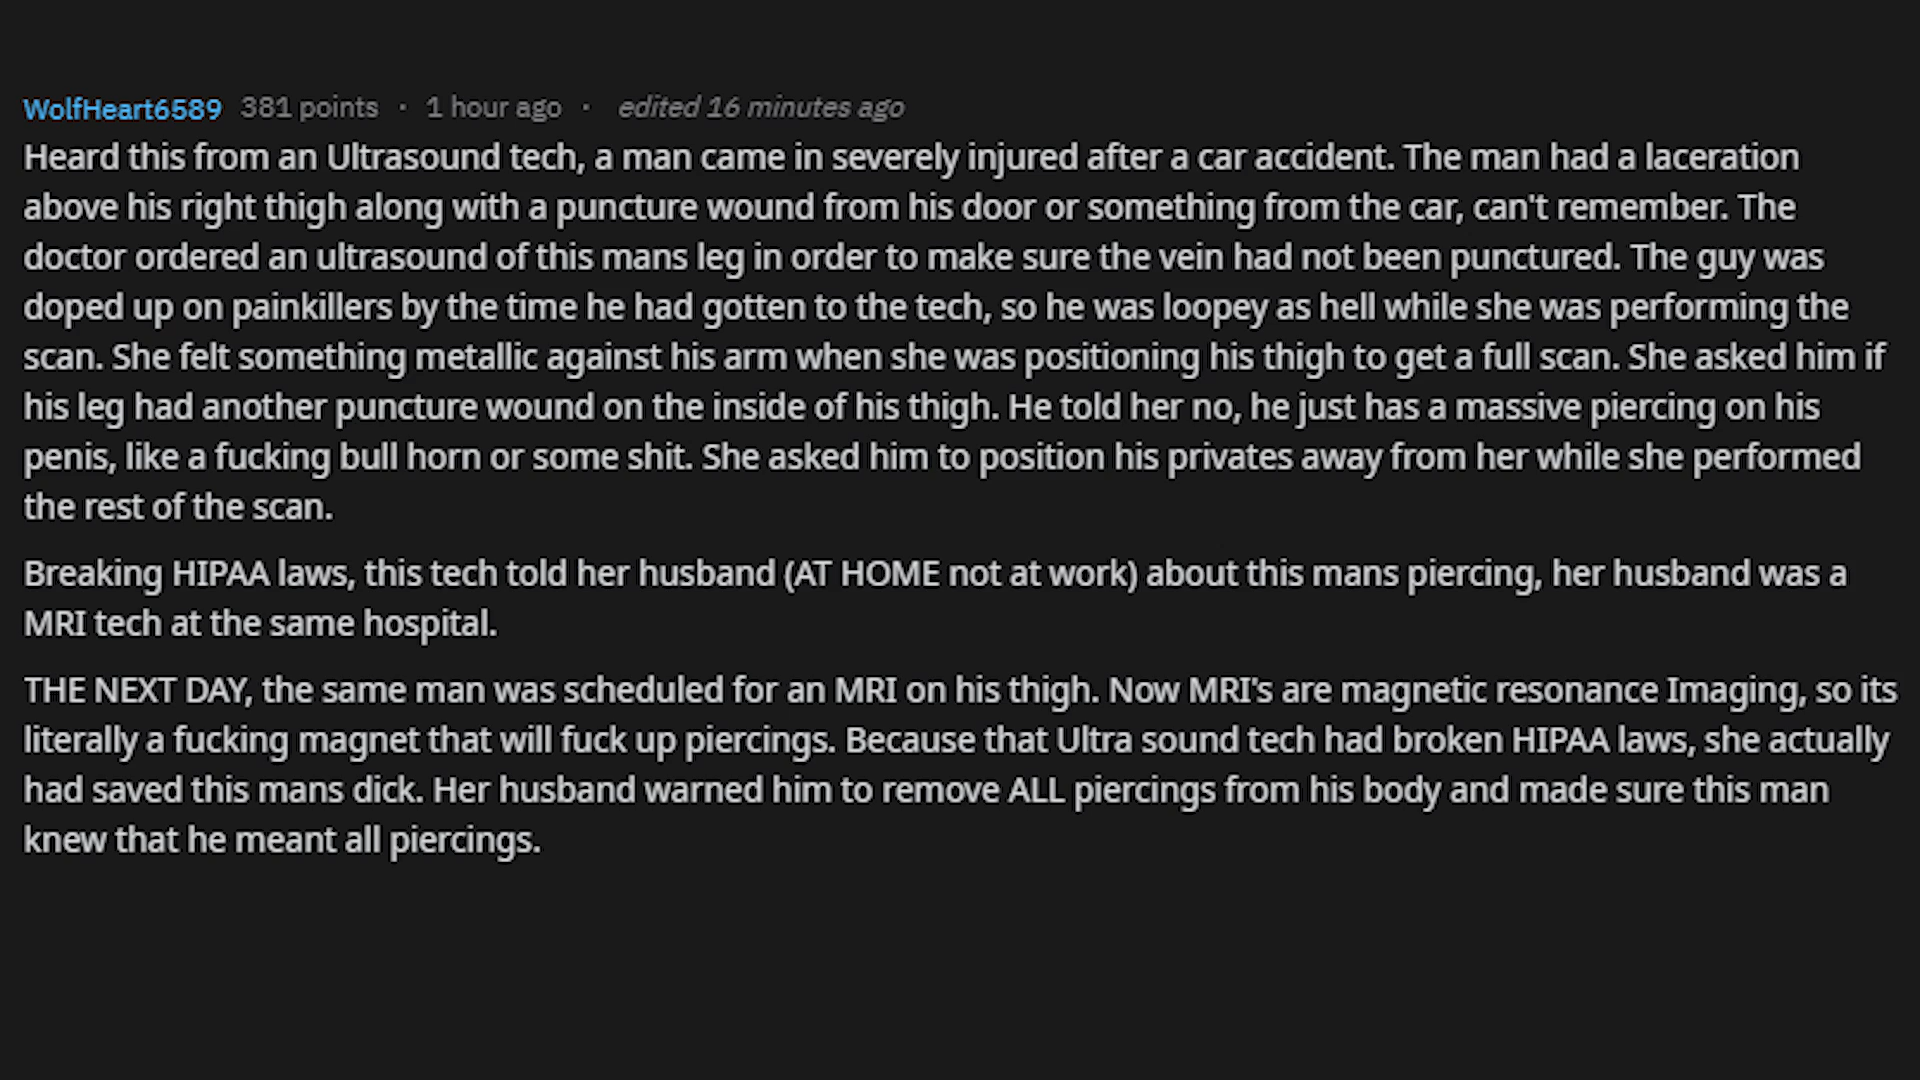 WolfHeart6589 381 points · 1 hour ago · edited 16 minutes ago
Heard this from an Ultrasound tech, a man came in severely injured after a car accident. The man had a laceration
above his right thigh along with a puncture wound from his door or something from the car, can't remember. The
doctor ordered an ultrasound of this mans leg in order to make sure the vein had not been punctured. The guy was
doped up on painkillers by the time he had gotten to the tech, so he was loopey as hell while she was performing the
scan. She felt something metallic against his arm when she was positioning his thigh to get a full scan. She asked him if
his leg had another puncture wound on the inside of his thigh. He told her no, he just has a massive piercing on his
penis, like a fucking bull horn or some shit. She asked him to position his privates away from her while she performed
the rest of the scan.
Breaking HIPAA laws, this tech told her husband (AT HOME not at work) about this mans piercing, her husband was a
MRI tech at the same hospital.
THE NEXT DAY, the same man was scheduled for an MRI on his thigh. Now MRI's are magnetic resonance Imaging, so its
literally a fucking magnet that will fuck up piercings. Because that Ultra sound tech had broken HIPAA laws, she actually
had saved this mans dick. Her husband warned him to remove ALL piercings from his body and made sure this man
knew that he meant all piercings.